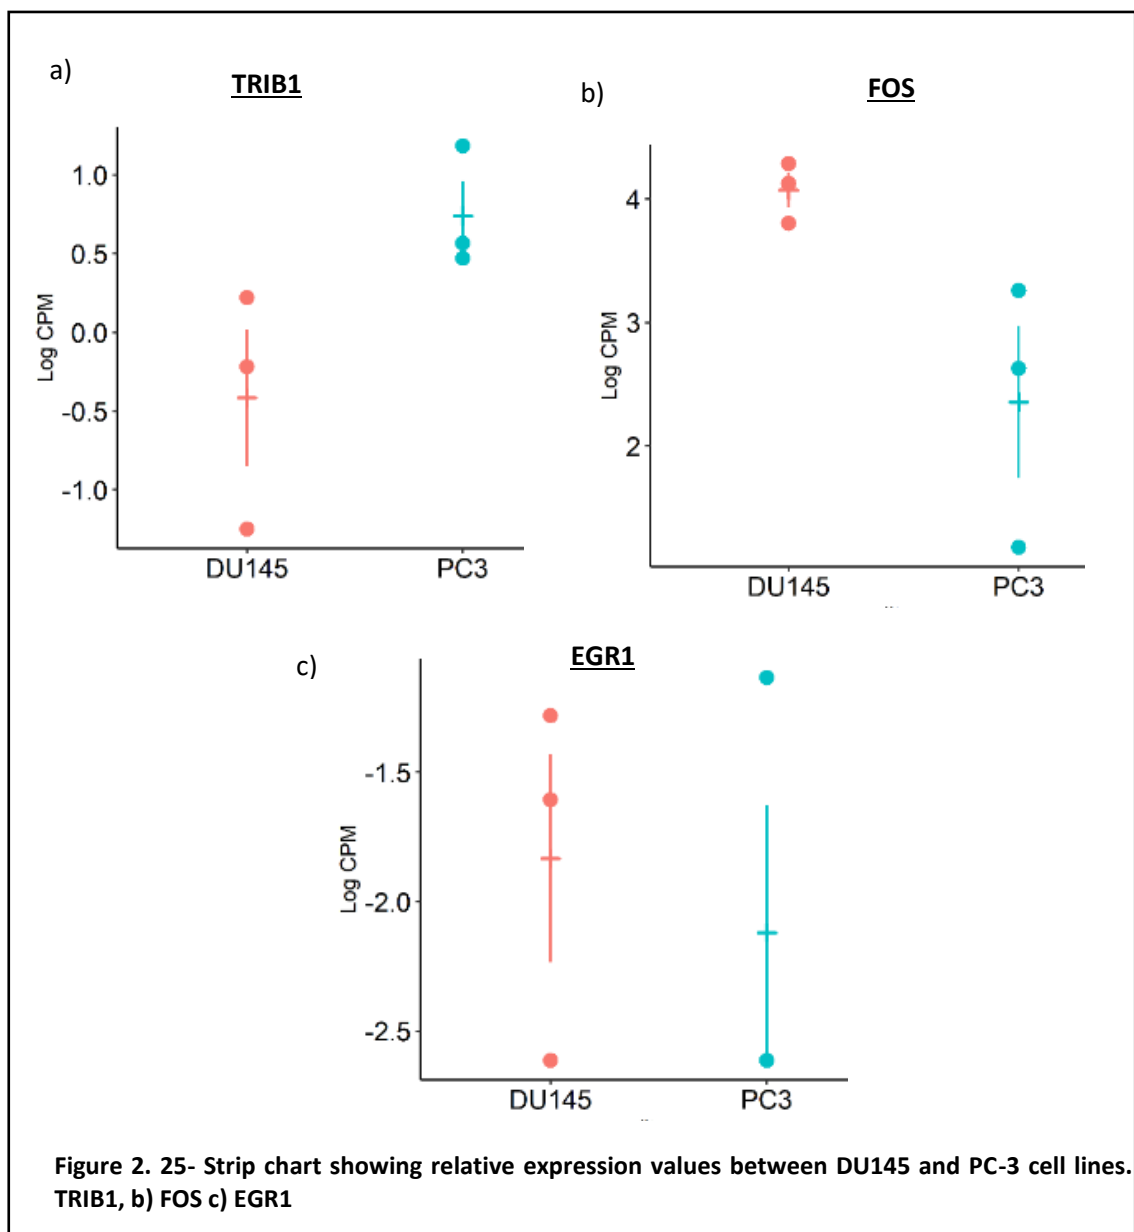 a)
TRIB1
1.0
0.5
0.0
-0.5
-1.0
Log CPM
DU145 PC3
b)
FOS
4
3
2
Log CPM
DU145 PC3
c)
EGR1
-1.5
-2.0
-2.5
Log CPM
DU145 PC3
Figure 2. 25- Strip chart showing relative expression values between DU145 and PC-3 cell lines.
TRIB1, b) FOS c) EGR1